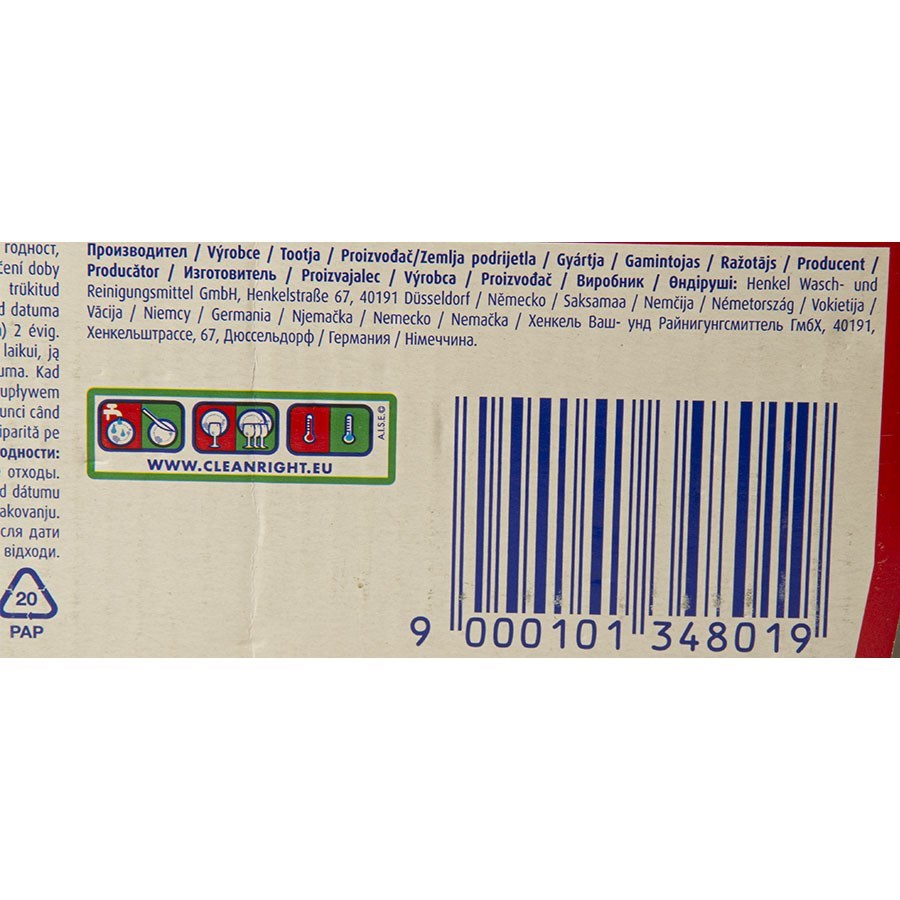 годност,
čení doby
trükitud
d datuma
) 2 évig.
laikui, ją
uma. Kad
upływem
unci când
iparită pe
одности:
отходы.
d dátumu
akovanju.
сля дати
відходи.
20
PAP
Производител / Výrobce / Tootja / Proizvođač/Zemlja podrijetla / Gyártja / Gamintojas / Ražotājs / Producent /
Producător / Изготовитель / Proizvajalec / Výrobca / Proizvođač / Виробник / Өндіруші: Henkel Wasch- und
Reinigungsmittel GmbH, Henkelstraße 67, 40191 Düsseldorf / Německo / Saksamaa / Nemčija / Németország / Vokietija /
Vācija / Niemcy / Germania / Njemačka / Nemecko / Nemačka / Хенкель Ваш- унд Райнигунгсмиттель ГмбХ, 40191,
Хенкельштрассе, 67, Дюссельдорф / Германия / Німеччина.
A.I.S.E.©
WWW.CLEANRIGHT.EU
9 000101 348019